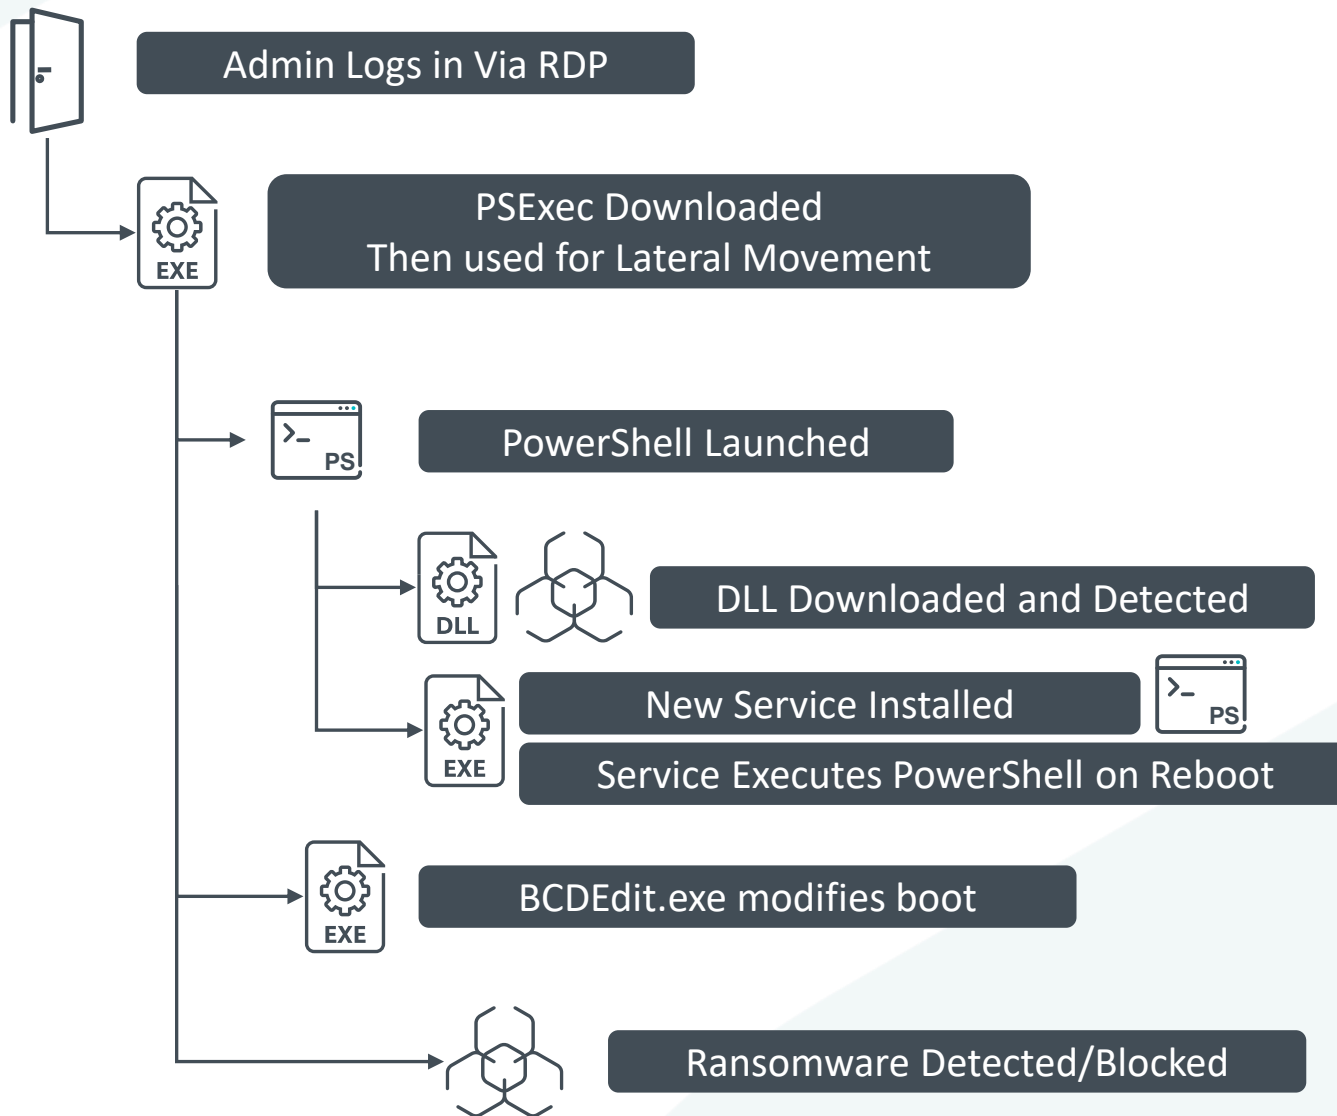 Admin Logs in Via RDP
EXE
PSExec Downloaded
Then used for Lateral Movement
>_
PS
PowerShell Launched
DLL
DLL Downloaded and Detected
EXE
New Service Installed
>_
PS
Service Executes PowerShell on Reboot
EXE
BCDEdit.exe modifies boot
Ransomware Detected/Blocked